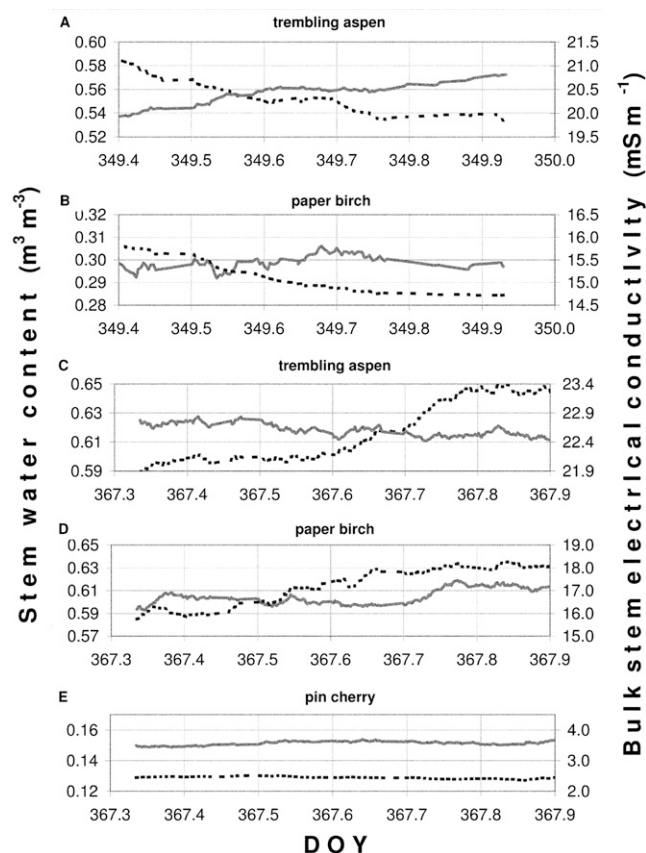 A
trembling aspen
0.60 21.5
0.58 21.0
0.56 20.5
20.0
0.54
19.5
0.52
349.4 349.5 349.6 349.7 349.8 349.9 350.0
B
paper birch
0.32 16.5
0.31 16.0
15.5
0.30
15.0
0.29
14.5
0.28
349.4 349.5 349.6 349.7 349.8 349.9 350.0
C
trembling aspen
0.65 23.4
0.63 22.9
0.61 22.4
0.59 21.9
367.3 367.4 367.5 367.6 367.7 367.8 367.9
D
paper birch
0.65 19.0
0.63 18.0
0.61 17.0
0.59 16.0
0.57 15.0
367.3 367.4 367.5 367.6 367.7 367.8 367.9
E
pin cherry
0.16 4.0
0.14 3.0
0.12 2.0
367.3 367.4 367.5 367.6 367.7 367.8 367.9
DOY
Stem water content (m³ m⁻³)
Bulk stem electrical conductivity (mS m⁻¹)